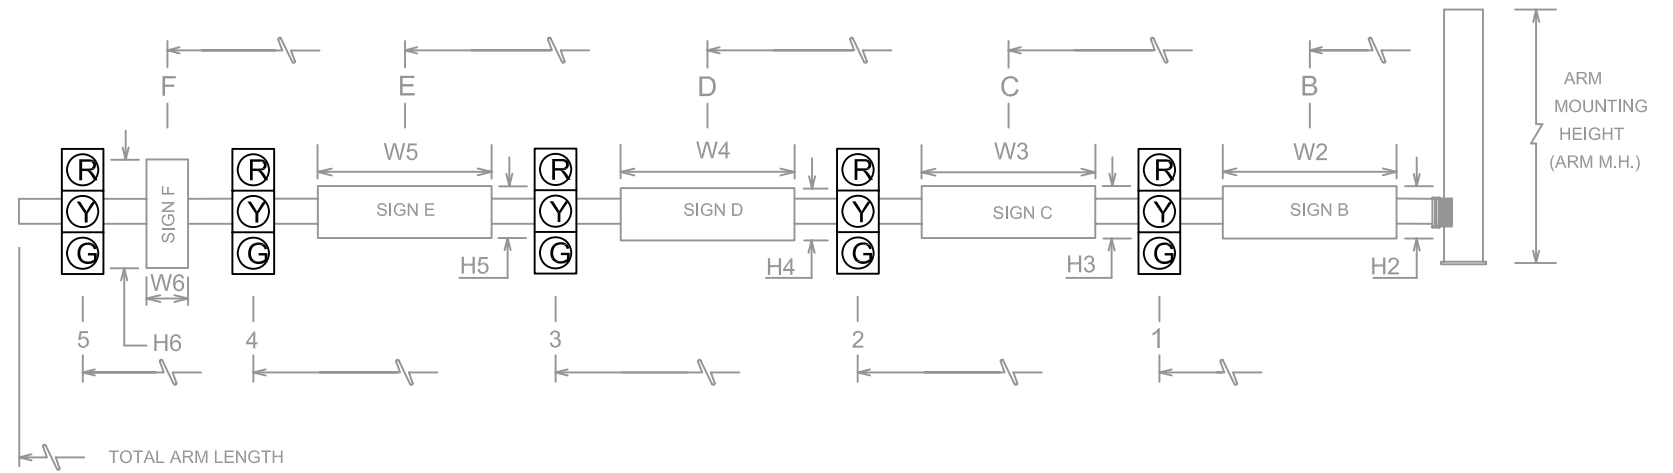 F E D C B
ARM
MOUNTING
HEIGHT
(ARM M.H.)
W5 W4 W3 W2
R R R R
Y SIGN F Y SIGN E Y SIGN D Y SIGN C Y SIGN B
G G G G G
W6 H5 H4 H3 H2
5 H6 4 3 2 1
TOTAL ARM LENGTH